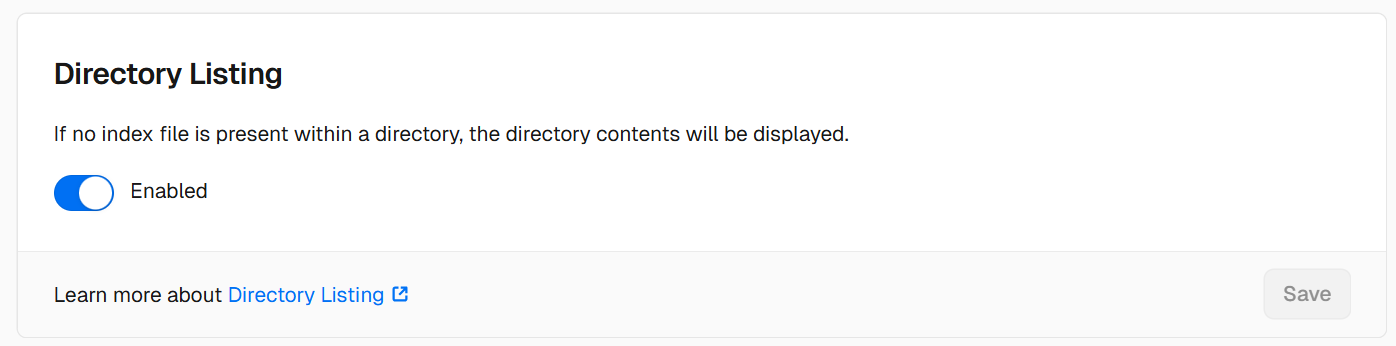 Directory Listing
If no index file is present within a directory, the directory contents will be displayed.
Enabled
Learn more about Directory Listing
Save